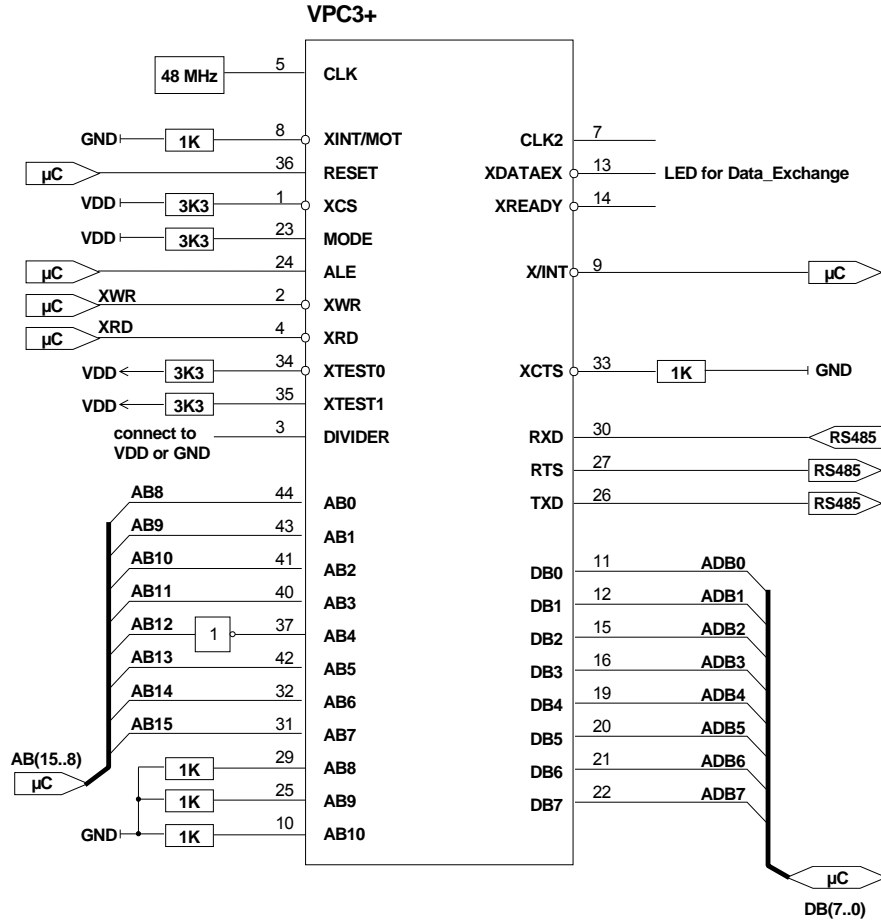 VPC3+
48 MHz 5 CLK
GND 1K 8 XINT/MOT
µC 36 RESET
VDD 3K3 1 XCS
VDD 3K3 23 MODE
µC 24 ALE
µC XWR 2 XWR
µC XRD 4 XRD
VDD 3K3 34 XTEST0
VDD 3K3 35 XTEST1
connect to
VDD or GND
3 DIVIDER
AB8 44 AB0
AB9 43 AB1
AB10 41 AB2
AB11 40 AB3
AB12 1 37 AB4
AB13 42 AB5
AB14 32 AB6
AB15 31 AB7
AB(15..8)
µC
1K 29 AB8
1K 25 AB9
GND 1K 10 AB10
CLK2 7
XDATAEX 13 LED for Data_Exchange
XREADY 14
X/INT 9 µC
XCTS 33 1K GND
RXD 30 RS485
RTS 27 RS485
TXD 26 RS485
DB0 11 ADB0
DB1 12 ADB1
DB2 15 ADB2
DB3 16 ADB3
DB4 19 ADB4
DB5 20 ADB5
DB6 21 ADB6
DB7 22 ADB7
µC
DB(7..0)